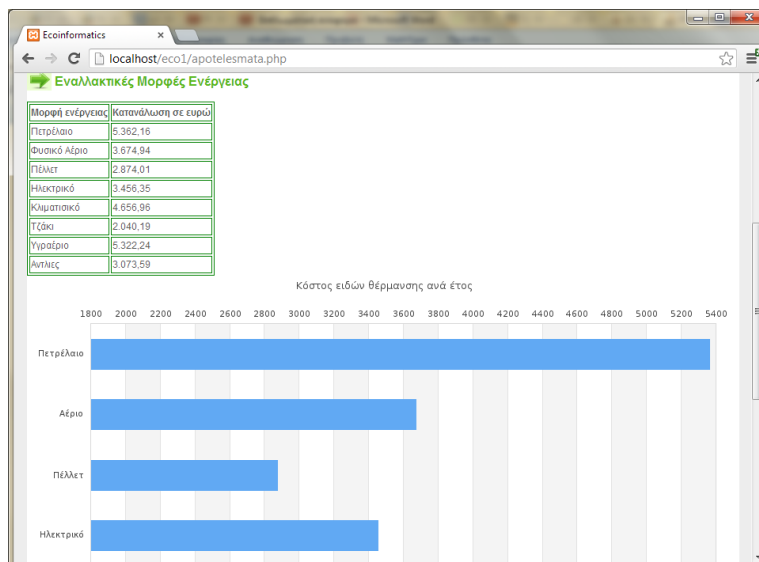 Ecoinformatics
localhost/eco1/apotelesmata.php
Εναλλακτικές Μορφές Ενέργειας
Μορφή ενέργειας Κατανάλωση σε ευρώ
Πετρέλαιο 5.362,16
Φυσικό Αέριο 3.674,94
Πέλλετ 2.874,01
Ηλεκτρικό 3.456,35
Κλιματισικό 4.656,96
Τζάκι 2.040,19
Υγραέριο 5.322,24
Αντλιες 3.073,59
Κόστος ειδών θέρμανσης ανά έτος
1800 2000 2200 2400 2600 2800 3000 3200 3400 3600 3800 4000 4200 4400 4600 4800 5000 5200 5400
Πετρέλαιο
Αέριο
Πέλλετ
Ηλεκτρικό